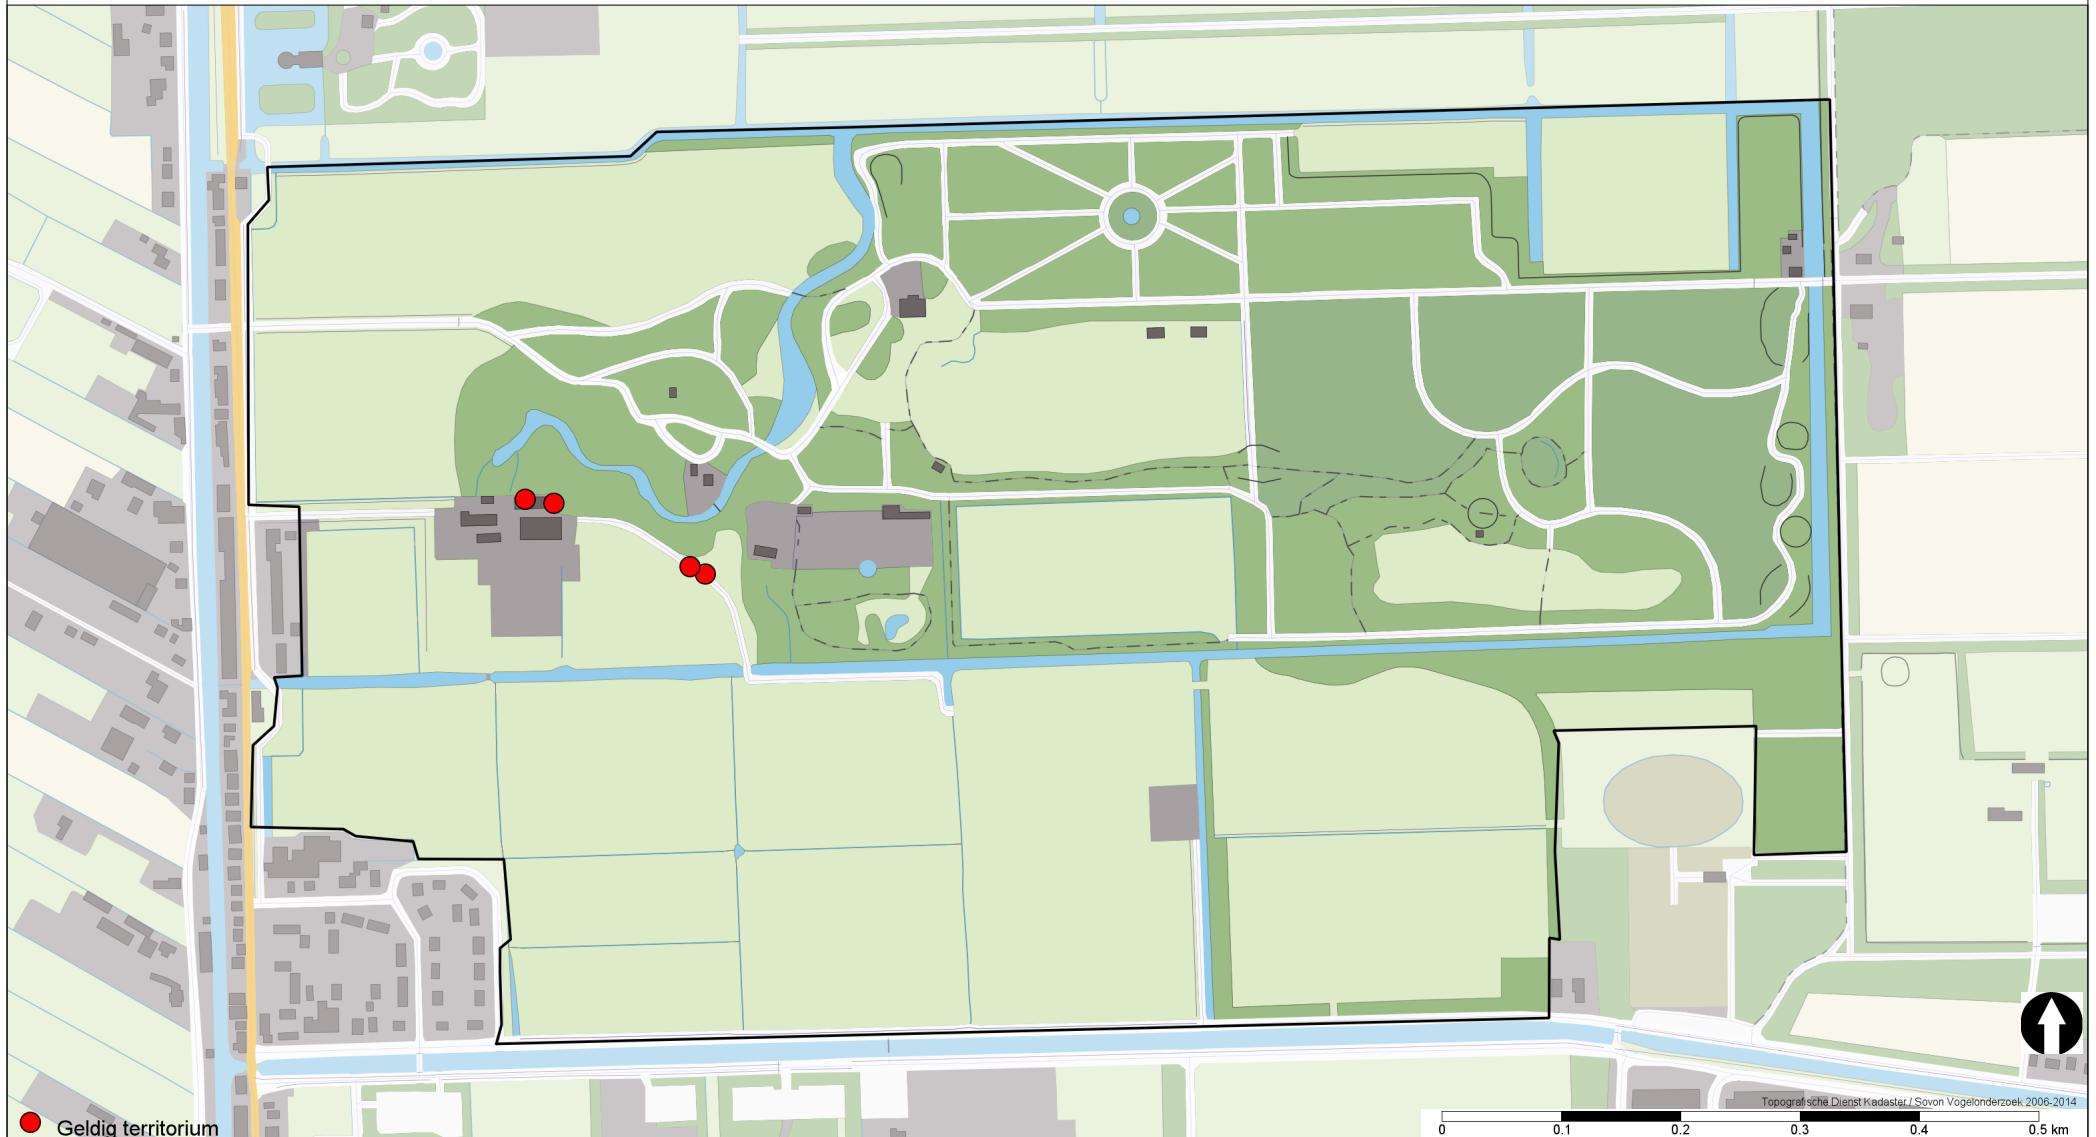 Topografische Dienst Kadaster / Sovon Vogelonderzoek 2006-2014
Geldig territorium
0 0.1 0.2 0.3 0.4 0.5 km